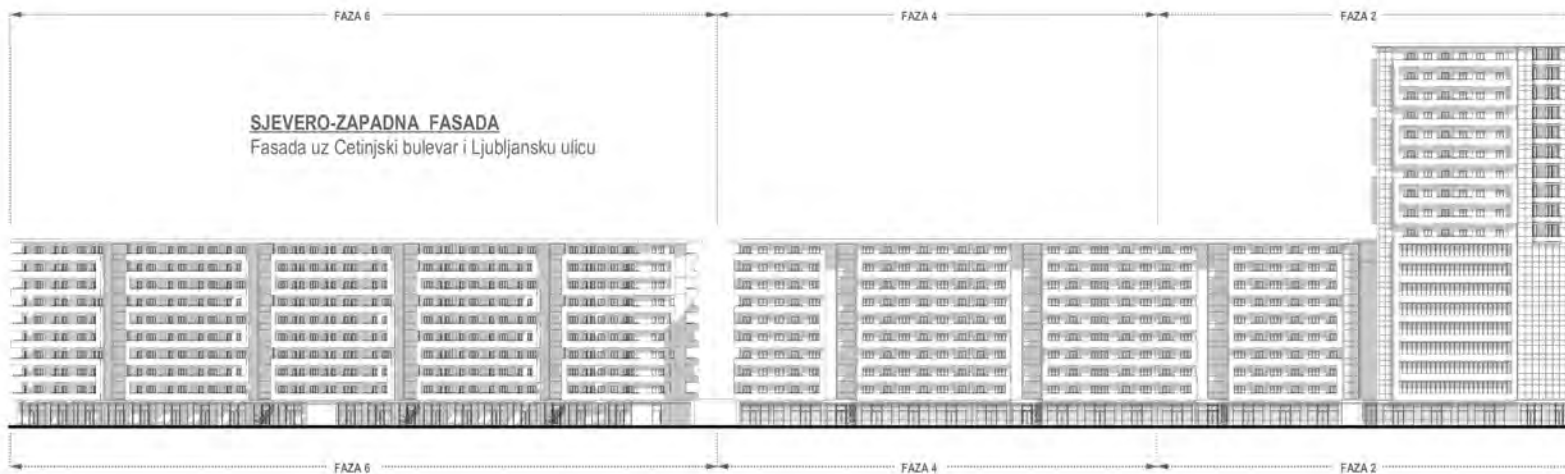 FAZA 6 FAZA 4 FAZA 2
SJEVERO-ZAPADNA FASADA
Fasada uz Cetinjski bulevar i Ljubljansku ulicu
FAZA 6 FAZA 4 FAZA 2